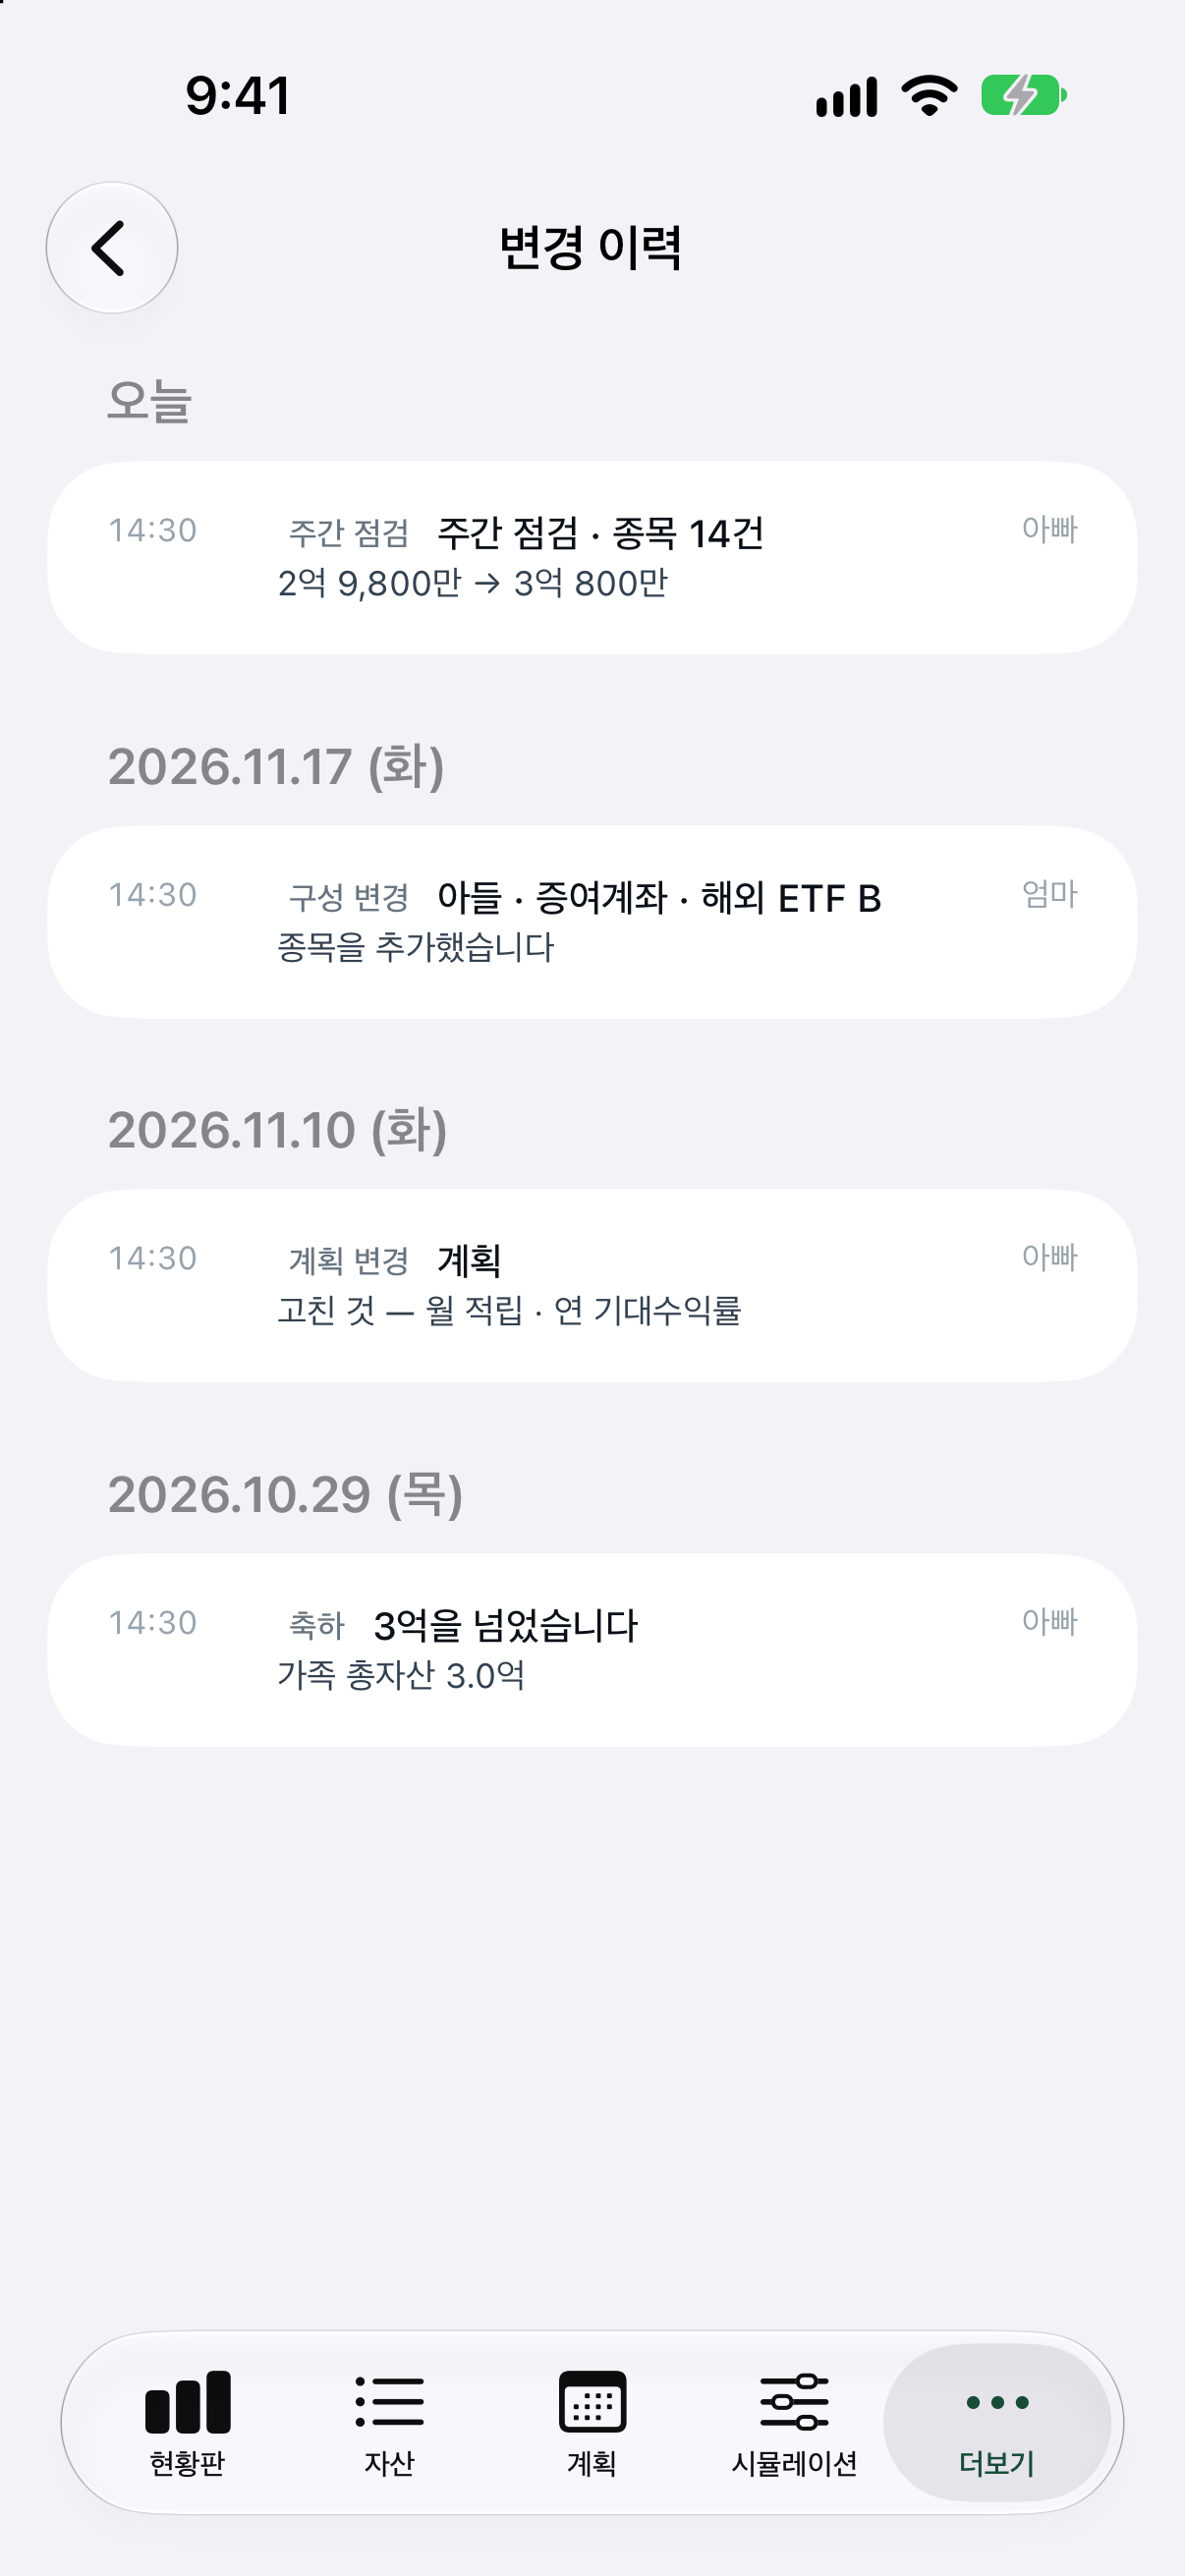 9:41
변경 이력
오늘
14:30 주간 점검 주간 점검 · 종목 14건 아빠
2억 9,800만 → 3억 800만
2026.11.17 (화)
14:30 구성 변경 아들 · 증여계좌 · 해외 ETF B 엄마
종목을 추가했습니다
2026.11.10 (화)
14:30 계획 변경 계획 아빠
고친 것 — 월 적립 · 연 기대수익률
2026.10.29 (목)
14:30 축하 3억을 넘었습니다 아빠
가족 총자산 3.0억
현황판 자산 계획 시뮬레이션 더보기